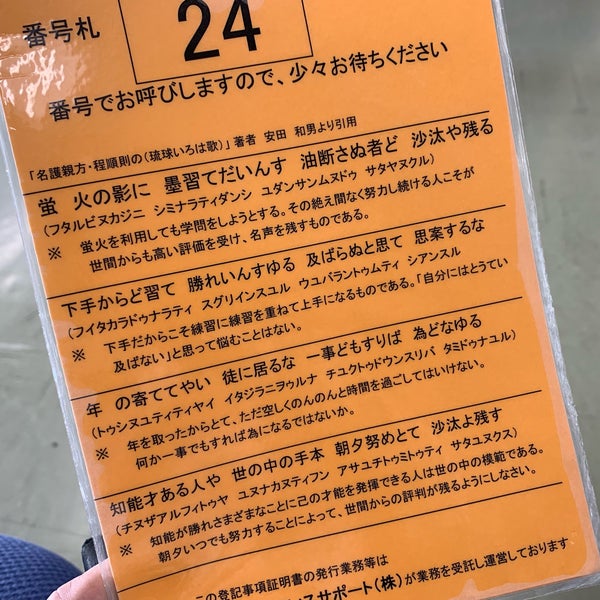 番号札
24
番号でお呼びしますので、少々お待ちください
「名護親方・程順則の（琉球いろは歌）」著者 安田 和男より引用
蛍 火の影に 墨習てだいんす 油断さぬ者ど 沙汰や残る
（フタルビヌカジニ シミナラティダンシ ユダンサンムヌドゥ サタヤヌクル）
※ 蛍火を利用しても学問をしようとする。その絶え間なく努力し続ける人こそが
世間からも高い評価を受け、名声を残すものである。
下手からど習て 勝れいんすゆる 及ばらぬと思て 思案するな
（フイタカラドゥナラティ スグリインスユル ウユバラントゥムティ シアンスル
※ 下手だからこそ練習に練習を重ねて上手になるものである。「自分にはとうてい
及ばない」と思って悩むことはない。
年 の寄ててやい 徒に居るな 一事どもすりば 為どなゆる
（トゥシヌユティティヤイ イタジラニヲゥルナ チユクトゥドゥンスリバ タミドゥナユル）
※ 年を取ったからとて、ただ空しくのんのんと時間を過ごしてはいけない。
何か一事でもすれば為になるではないか。
知能才ある人や 世の中の手本 朝夕努めとて 沙汰よ残す
（チヌザアルフィトゥヤ ユヌナカヌティフン アサユチトゥミトゥティ サタユヌクス）
※ 知能が勝れさまざまなことに己の才能を発揮できる人は世の中の模範である。
朝夕いつでも努力することによって、世間からの評判が残るようにしなさい。
この登記事項証明書の発行業務等は
スサポート（株）が業務を受託し運営しております